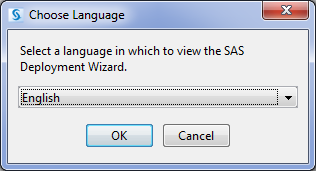 Choose Language
Select a language in which to view the SAS
Deployment Wizard.
English
OK
Cancel